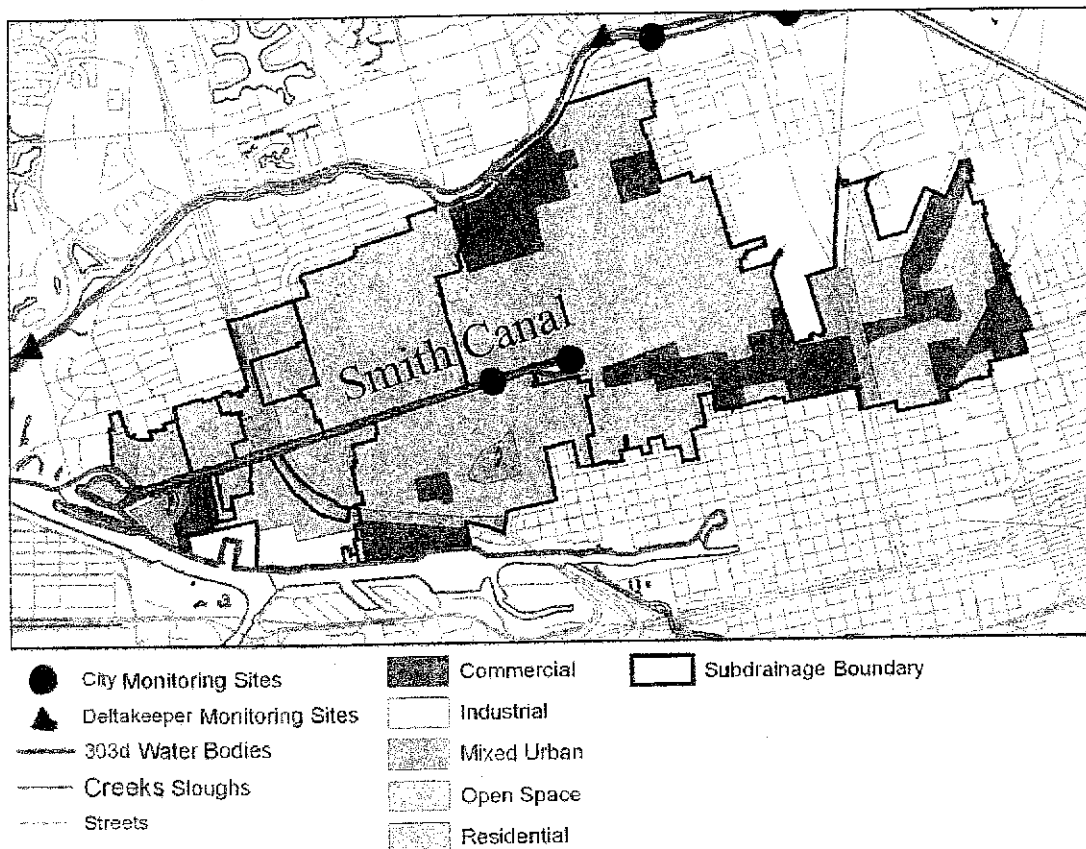 Smith Canal
City Monitoring Sites
Deltakeeper Monitoring Sites
303d Water Bodies
Creeks Sloughs
Streets
Commercial
Industrial
Mixed Urban
Open Space
Residential
Subdrainage Boundary